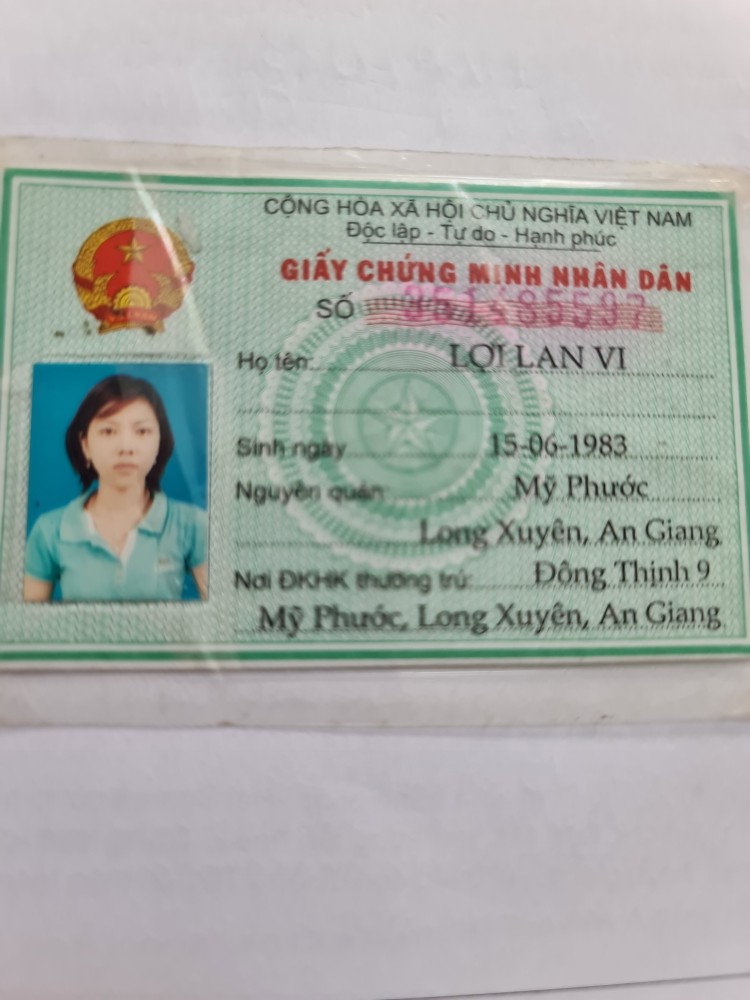 CỘNG HÒA XÃ HỘI CHỦ NGHĨA VIỆT NAM
Độc lập - Tự do - Hạnh phúc
GIẤY CHỨNG MINH NHÂN DÂN
SỐ
Họ tên: LỢI LAN VI
Sinh ngày 15-06-1983
Nguyên quán: Mỹ Phước
Long Xuyên, An Giang
Nơi ĐKHK thường trú: Đông Thịnh 9
Mỹ Phước, Long Xuyên, An Giang